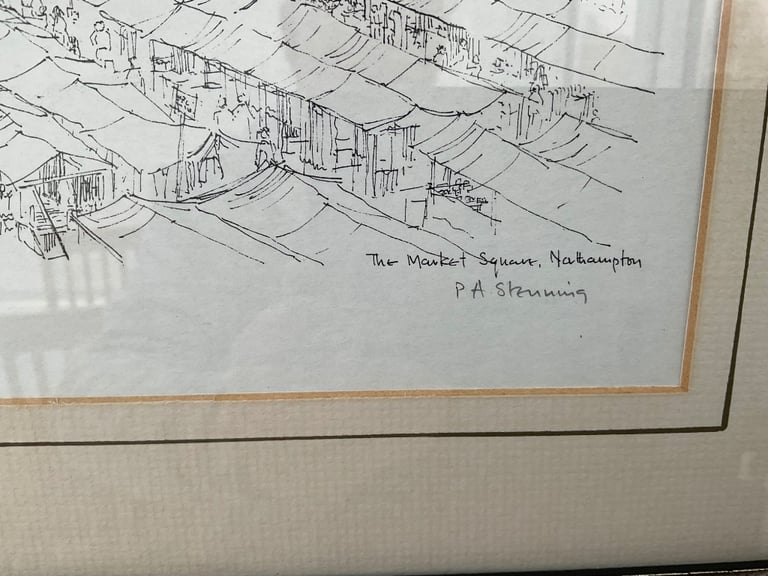 The Market Square, Northampton
P A Stenning